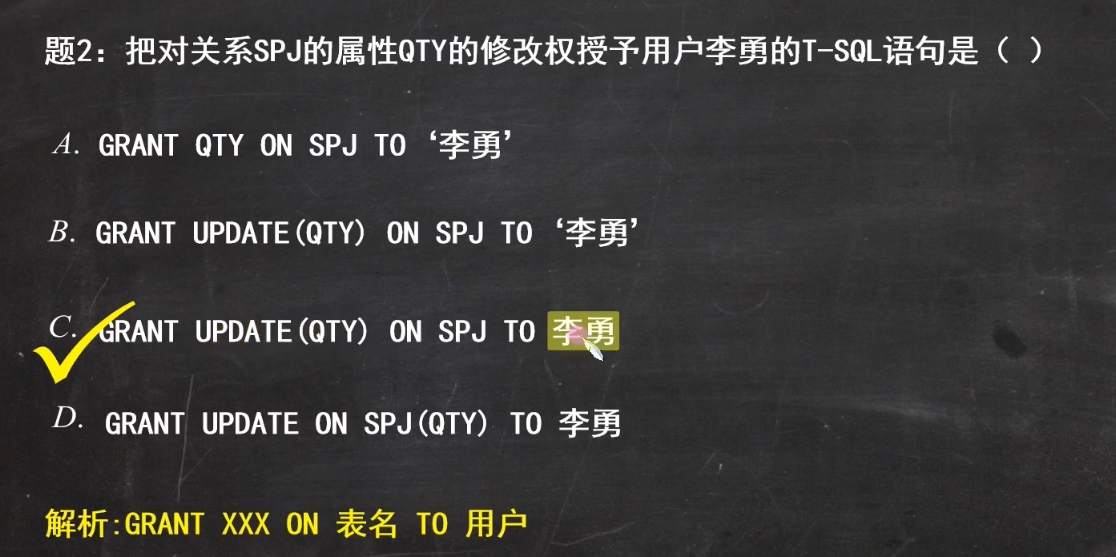 题2：把对关系SPJ的属性QTY的修改权授予用户李勇的T-SQL语句是（ ）
A. GRANT QTY ON SPJ TO ‘李勇’
B. GRANT UPDATE(QTY) ON SPJ TO ‘李勇’
C. GRANT UPDATE(QTY) ON SPJ TO 李勇
D. GRANT UPDATE ON SPJ(QTY) TO 李勇
解析:GRANT XXX ON 表名 TO 用户